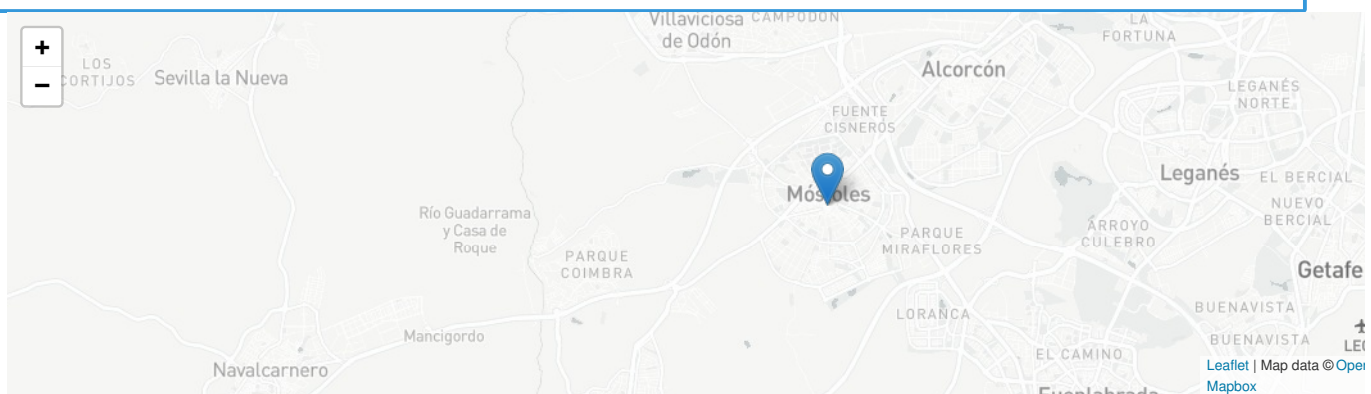 Villaviciosa
de Odón
CAMPODÓN
LA
FORTUNA
+
−
LOS
CORTIJOS
Sevilla la Nueva
Alcorcón
LEGANÉS
NORTE
FUENTE
CISNEROS
Móstoles
Leganés
EL BERCIAL
NUEVO
BERCIAL
Río Guadarrama
y Casa de
Roque
PARQUE
COIMBRA
PARQUE
MIRAFLORES
ARROYO
CULEBRO
Getafe
LORANCA
BUENAVISTA
BUENAVISTA
Mancigordo
EL CAMINO
Navalcarnero
Fuenlabrada
Leaflet | Map data © Open
Mapbox